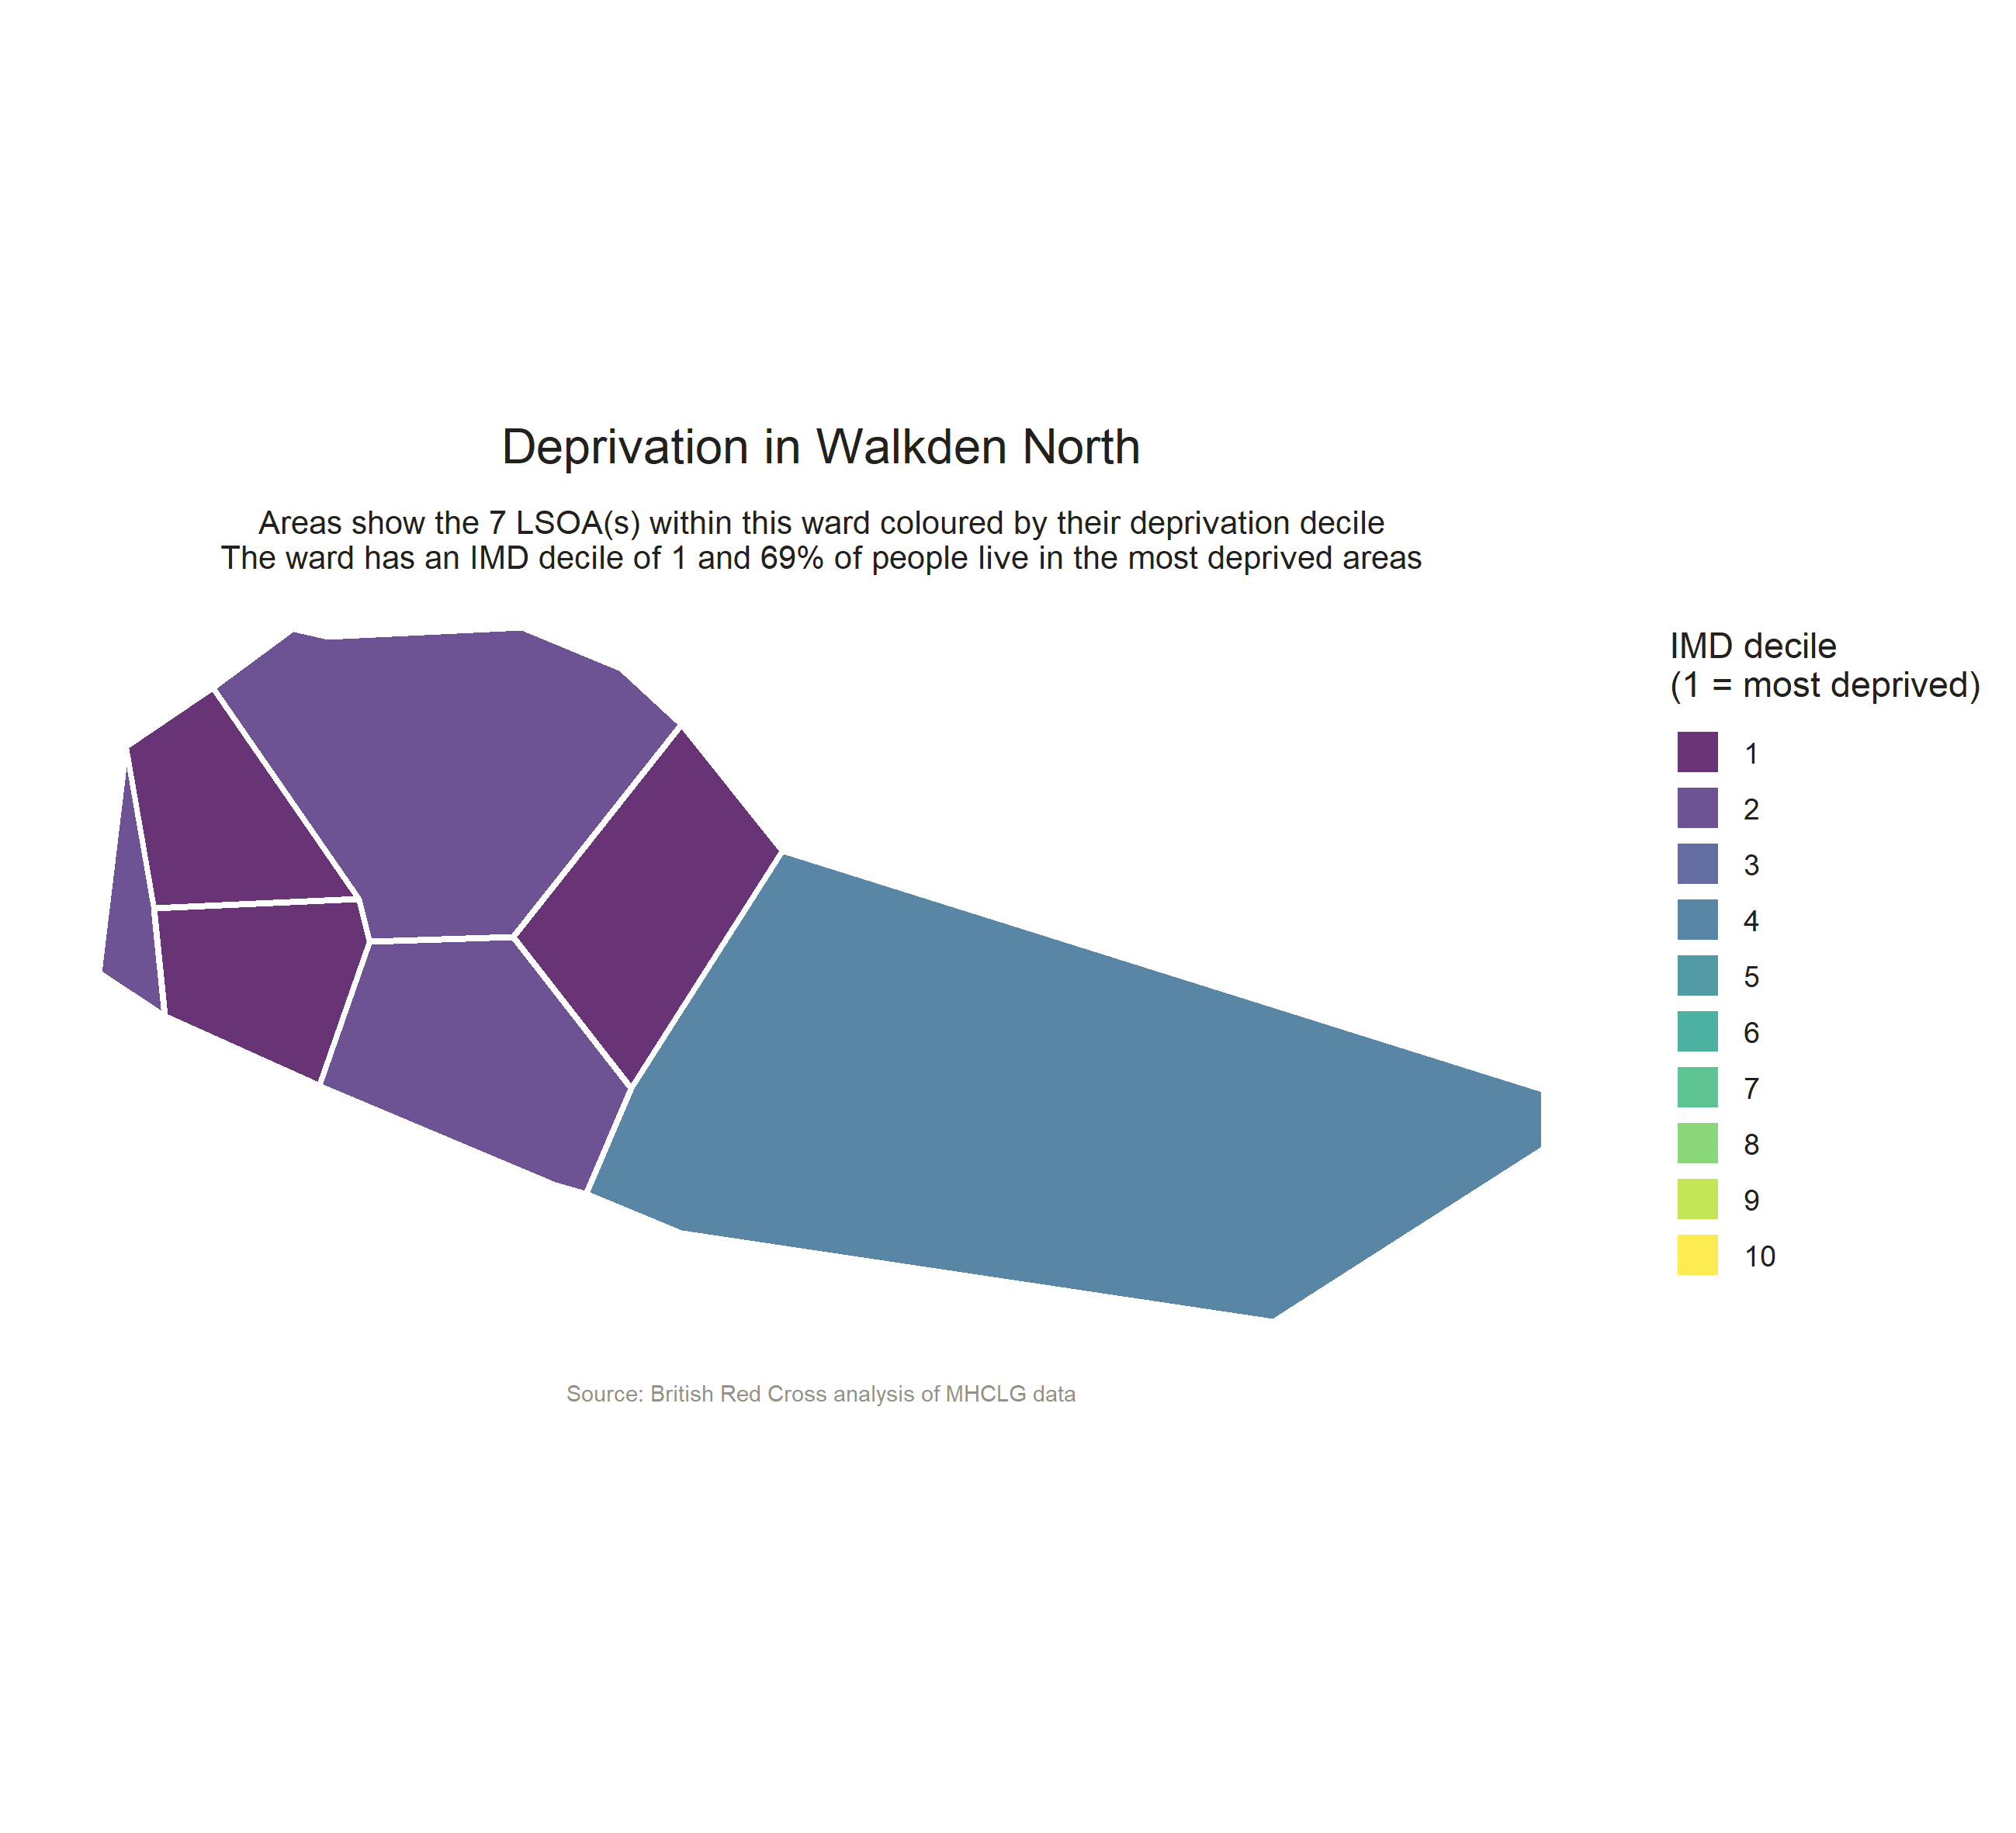 Deprivation in Walkden North
Areas show the 7 LSOA(s) within this ward coloured by their deprivation decile
The ward has an IMD decile of 1 and 69% of people live in the most deprived areas
IMD decile
(1 = most deprived)
1
2
3
4
5
6
7
8
9
10
Source: British Red Cross analysis of MHCLG data